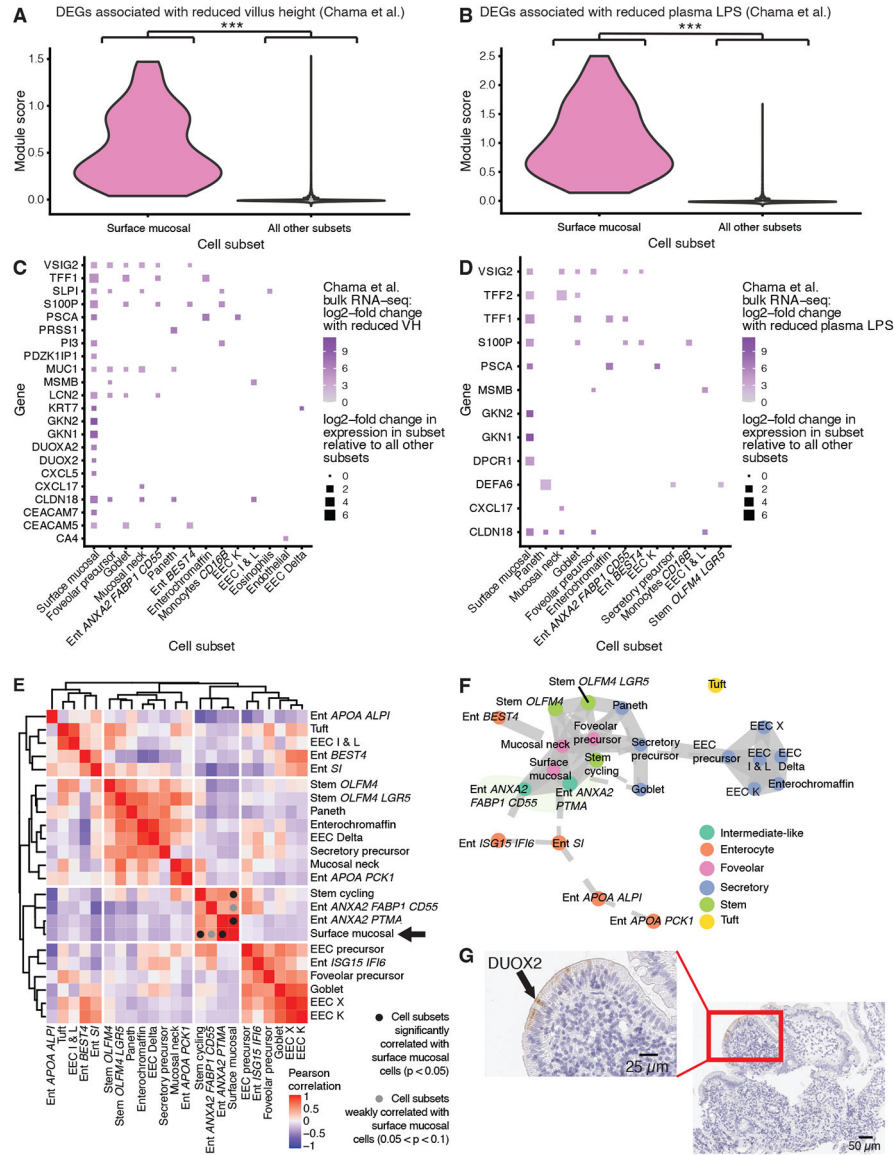 A
DEGs associated with reduced villus height (Chama et al.)
***
Module score
1.5
1.0
0.5
0.0
Surface mucosal
All other subsets
Cell subset
B
DEGs associated with reduced plasma LPS (Chama et al.)
***
Module score
2.5
2.0
1.5
1.0
0.5
0.0
Surface mucosal
All other subsets
Cell subset
C
Gene
VSIG2
TFF1
SLPI
S100P
PSCA
PRSS1
PI3
PDZK1IP1
MUC1
MSMB
LCN2
KRT7
GKN2
GKN1
DUOXA2
DUOX2
CXCL5
CXCL17
CLDN18
CEACAM7
CEACAM5
CA4
Surface mucosal
Foveolar precursor
Goblet
Mucosal neck
Ent ANXA2 FABP1 CD55
Paneth
Ent BEST4
Enterochromaffin
Monocytes CD16B
EEC K
EEC I & L
Eosinophils
Endothelial
EEC Delta
Cell subset
Chama et al.
bulk RNA-seq:
log2-fold change
with reduced VH
9
6
3
0
log2-fold change in
expression in subset
relative to all other
subsets
0
2
4
6
D
Gene
VSIG2
TFF2
TFF1
S100P
PSCA
MSMB
GKN2
GKN1
DPCR1
DEFA6
CXCL17
CLDN18
Surface mucosal
Paneth
Mucosal neck
Goblet
Foveolar precursor
Enterochromaffin
Ent ANXA2 FABP1 CD55
Ent BEST4
EEC K
Secretory precursor
Monocytes CD16B
EEC I & L
Stem OLFM4 LGR5
Cell subset
Chama et al.
bulk RNA-seq:
log2-fold change
with reduced plasma LPS
9
6
3
0
log2-fold change in
expression in subset
relative to all other
subsets
0
2
4
6
E
Ent APOA ALPI
Tuft
EEC I & L
Ent BEST4
Ent SI
Stem OLFM4
Stem OLFM4 LGR5
Paneth
Enterochromaffin
EEC Delta
Secretory precursor
Mucosal neck
Ent APOA PCK1
Stem cycling
Ent ANXA2 FABP1 CD55
Ent ANXA2 PTMA
Surface mucosal
EEC precursor
Ent ISG15 IFI6
Foveolar precursor
Goblet
EEC X
EEC K
Ent APOA ALPI
Tuft
EEC I & L
Ent BEST4
Ent SI
Stem OLFM4
Stem OLFM4 LGR5
Paneth
Enterochromaffin
EEC Delta
Secretory precursor
Mucosal neck
Ent APOA PCK1
Stem cycling
Ent ANXA2 FABP1 CD55
Ent ANXA2 PTMA
Surface mucosal
EEC precursor
Ent ISG15 IFI6
Foveolar precursor
Goblet
EEC X
EEC K
Cell subsets
significantly
correlated with
surface mucosal
cells (p < 0.05)
Cell subsets
weakly correlated with
surface mucosal
cells (0.05 < p < 0.1)
Pearson
correlation
1
0.5
0
−0.5
−1
F
Stem OLFM4 LGR5
Stem OLFM4
Ent BEST4
Paneth
Tuft
Foveolar
precursor
Mucosal neck
Secretory
precursor
EEC
precursor
EEC X
Surface
mucosal
Stem
cycling
EEC
I & L
EEC
Delta
Ent ANXA2
FABP1 CD55
Ent ANXA2
PTMA
Goblet
EEC K
Enterochromaffin
Ent ISG15 IFI6
Ent SI
Ent APOA ALPI
Ent APOA PCK1
Intermediate-like
Enterocyte
Foveolar
Secretory
Stem
Tuft
G
DUOX2
25 µm
50 µm